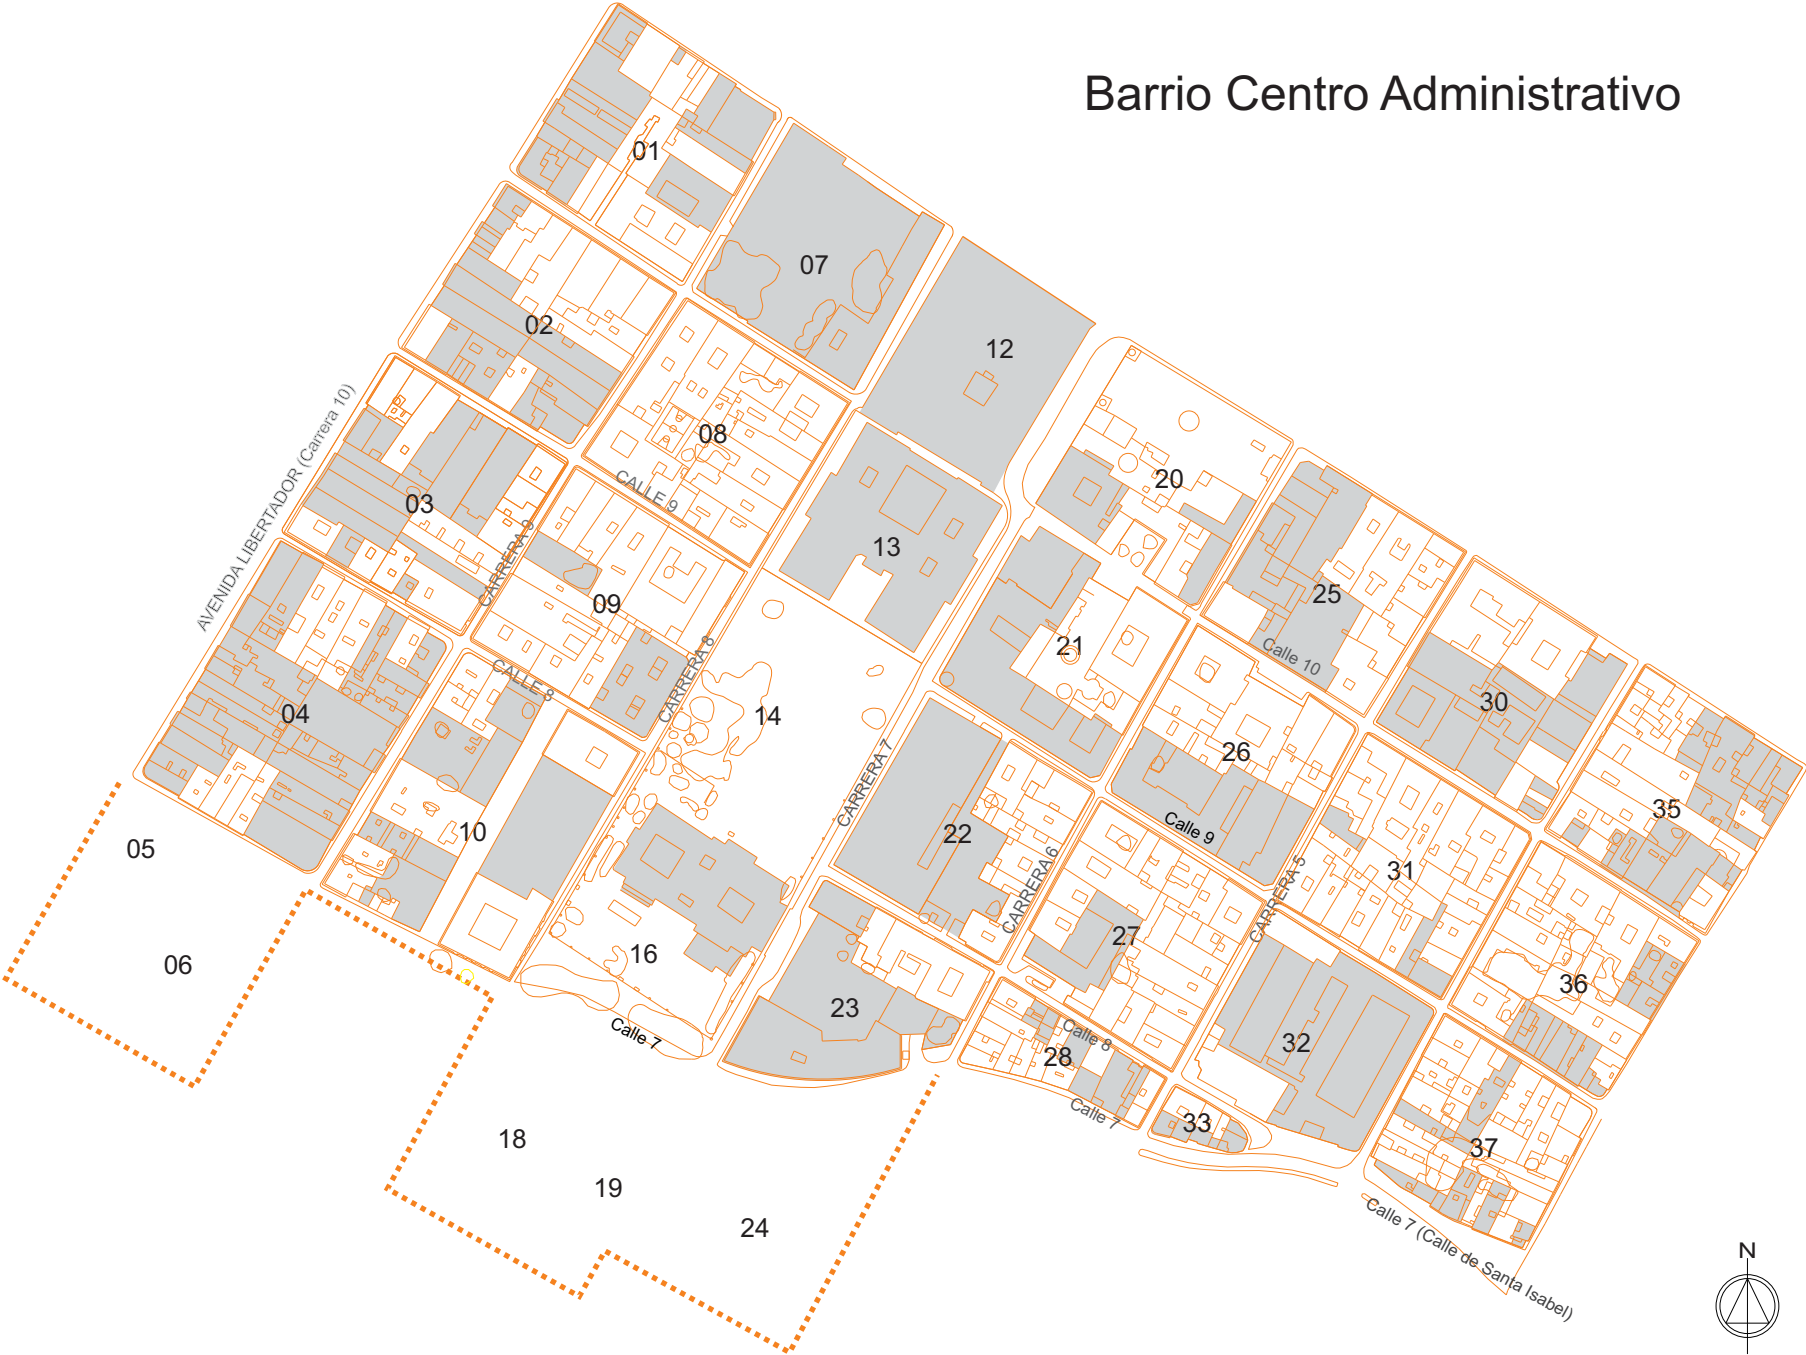 Barrio Centro Administrativo
01
07
02
12
08
20
03
13
25
09
21
30
04
14
26
35
10
22
31
05
27
16
36
06
23
32
28
33
18
37
19
24
AVENIDA LIBERTADOR (Carrera 10)
CARRERA 9
CALLE 9
CALLE 8
CARRERA 8
CARRERA 7
CARRERA 6
CARRERA 5
Calle 10
Calle 9
Calle 8
Calle 7
Calle 7
Calle 7 (Calle de Santa Isabel)
N